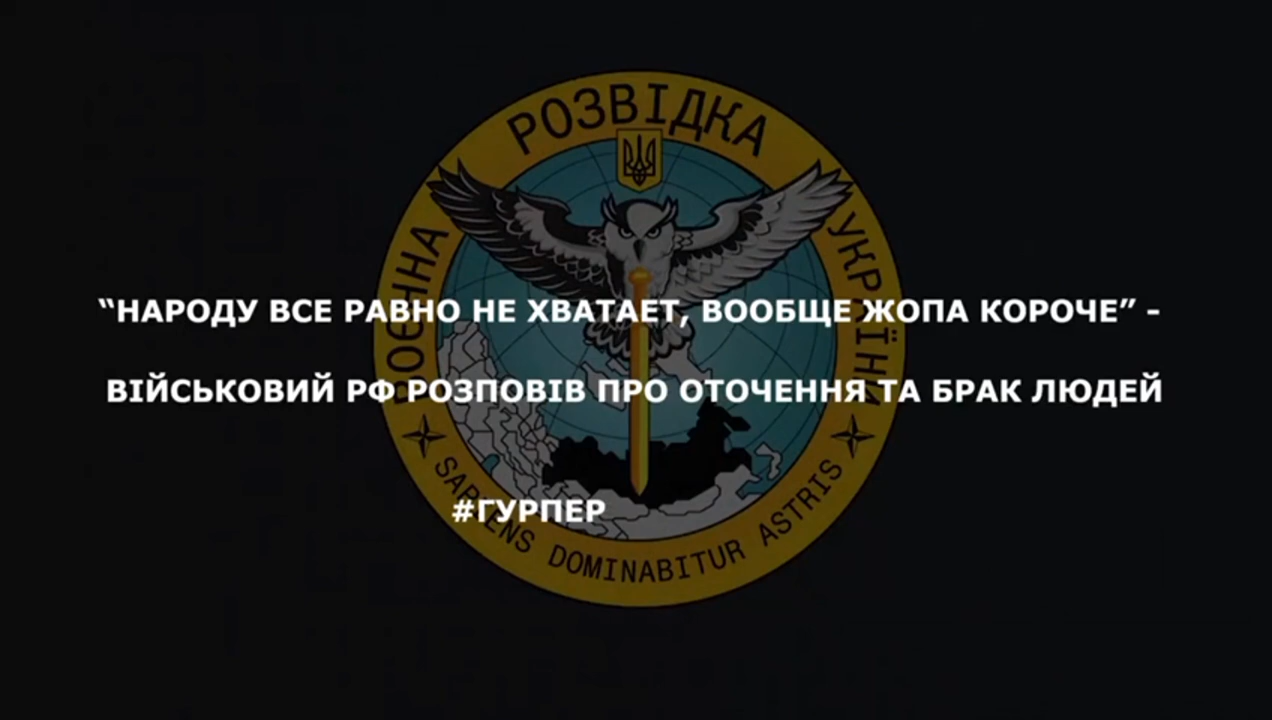 РОЗВІДКА
ВОЄННА
УКРАЇНИ
“НАРОДУ ВСЕ РАВНО НЕ ХВАТАЕТ, ВООБЩЕ ЖОПА КОРОЧЕ” -
ВІЙСЬКОВИЙ РФ РОЗПОВІВ ПРО ОТОЧЕННЯ ТА БРАК ЛЮДЕЙ
#ГУРПЕР
SAPIENS DOMINABITUR ASTRIS